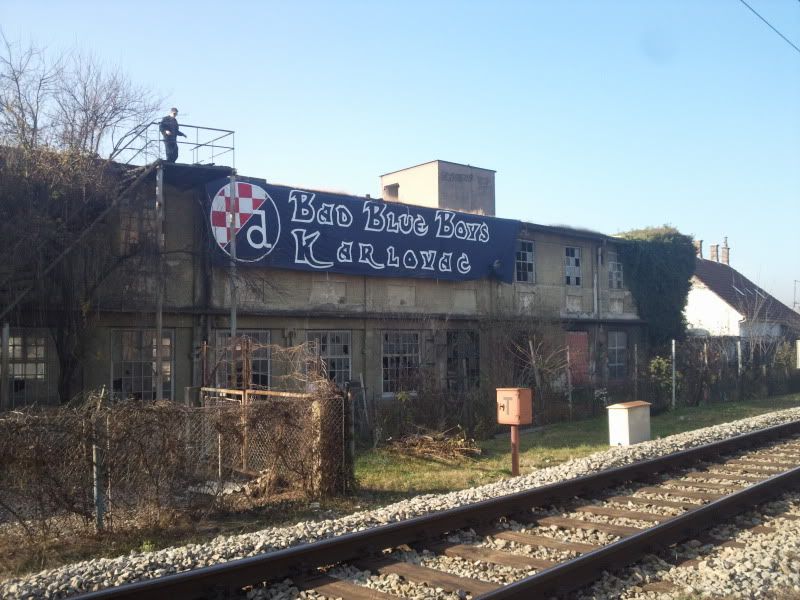 d
Bad Blue Boys
Karlovac
T